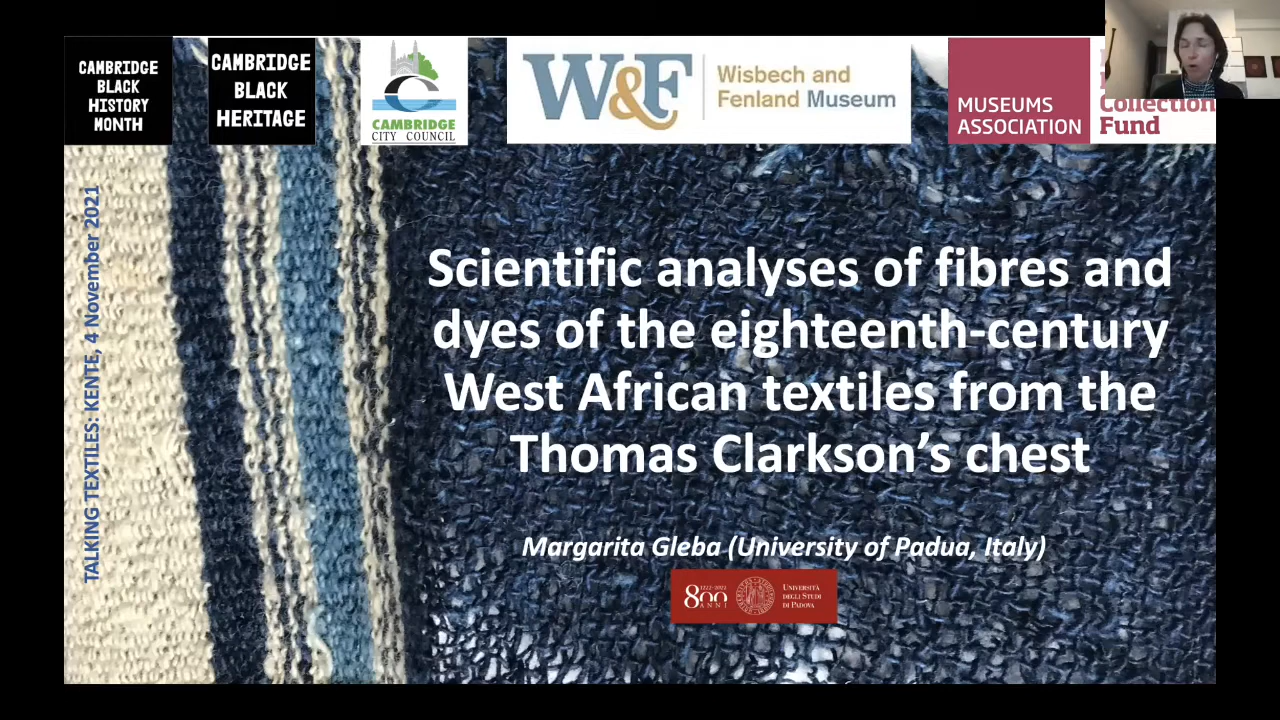 CAMBRIDGE
BLACK
HISTORY
MONTH
CAMBRIDGE
BLACK
HERITAGE
CAMBRIDGE
CITY COUNCIL
W&F
Wisbech and
Fenland Museum
MUSEUMS
ASSOCIATION
Collection
Fund
TALKING TEXTILES: KENTE, 4 November 2021
Scientific analyses of fibres and
dyes of the eighteenth-century
West African textiles from the
Thomas Clarkson’s chest
Margarita Gleba (University of Padua, Italy)
1222-2022
800
ANNI
UNIVERSITÀ
DEGLI STUDI
DI PADOVA